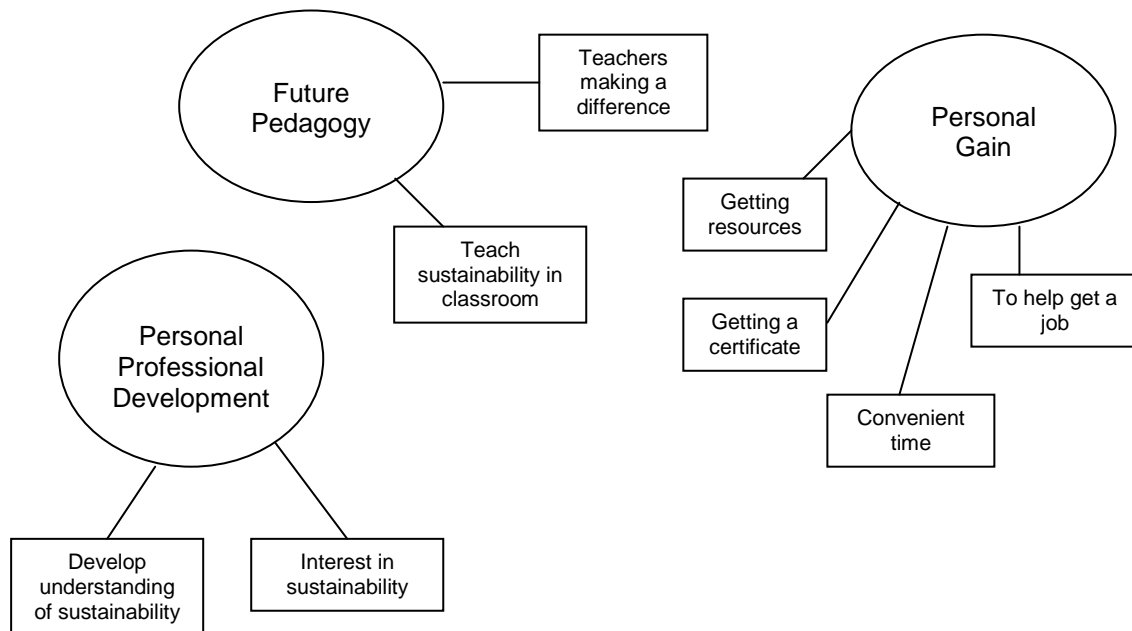 Future
Pedagogy
Teachers
making a
difference
Teach
sustainability in
classroom
Personal
Gain
Getting
resources
Getting a
certificate
Convenient
time
To help get a
job
Personal
Professional
Development
Develop
understanding
of sustainability
Interest in
sustainability